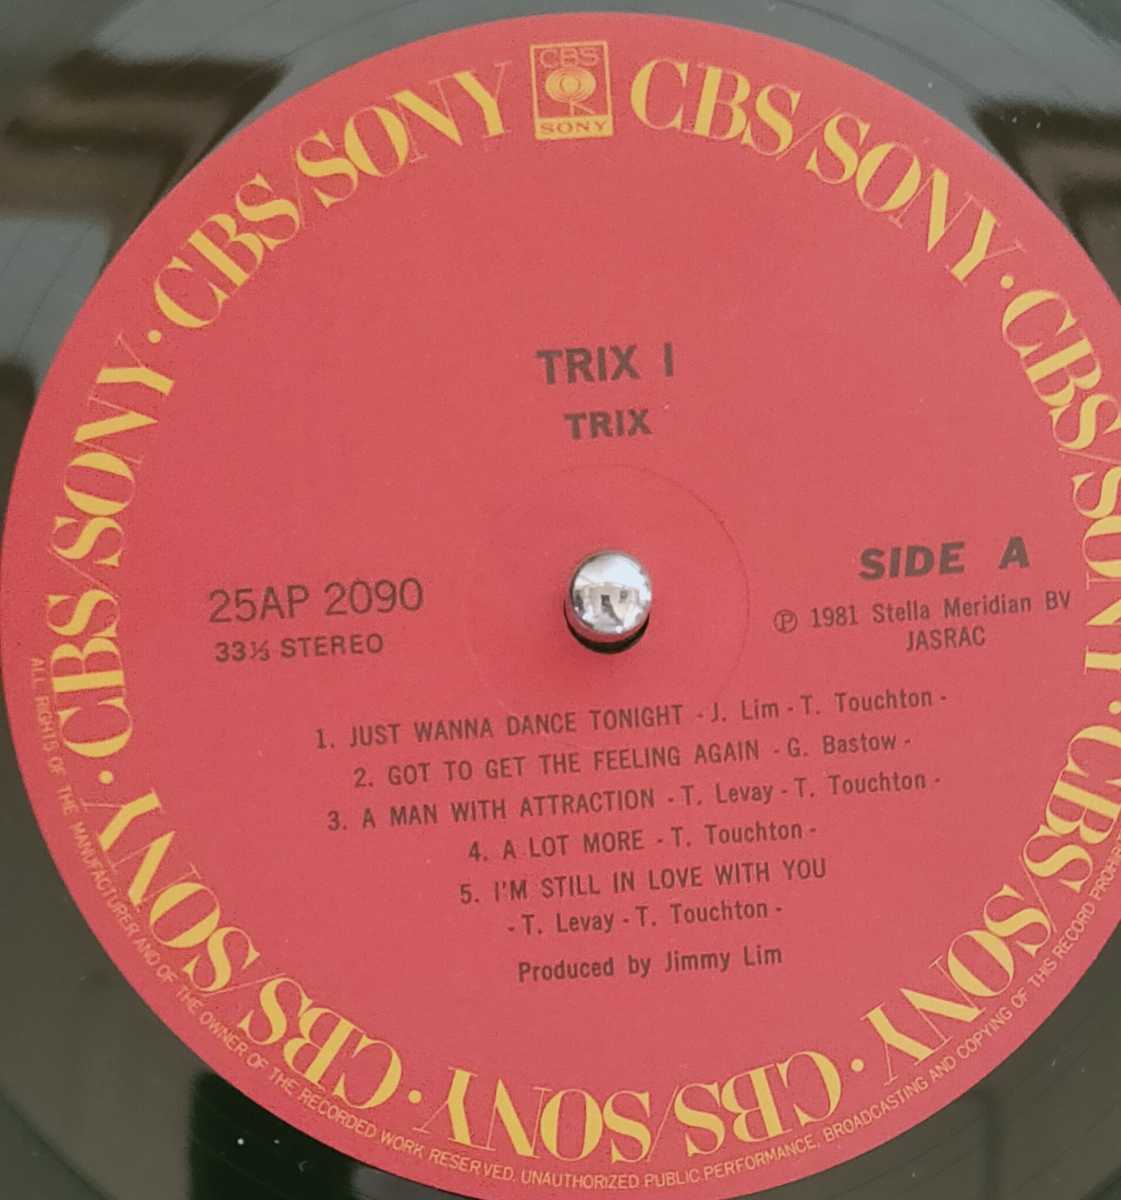 CBS
SONY
CBS/SONY · CBS/SONY · CBS/SONY · CBS/SONY · CBS/SONY · CBS/SONY · CBS/SONY
TRIX I
TRIX
25AP 2090
33⅓ STEREO
SIDE A
Ⓟ 1981 Stella Meridian BV
JASRAC
1. JUST WANNA DANCE TONIGHT - J. Lim - T. Touchton -
2. GOT TO GET THE FEELING AGAIN - G. Bastow -
3. A MAN WITH ATTRACTION - T. Levay - T. Touchton -
4. A LOT MORE - T. Touchton -
5. I'M STILL IN LOVE WITH YOU
- T. Levay - T. Touchton -
Produced by Jimmy Lim
ALL RIGHTS OF THE MANUFACTURER AND OF THE OWNER OF THE RECORDED WORK RESERVED. UNAUTHORIZED PUBLIC PERFORMANCE, BROADCASTING AND COPYING OF THIS RECORD PROHIBIT